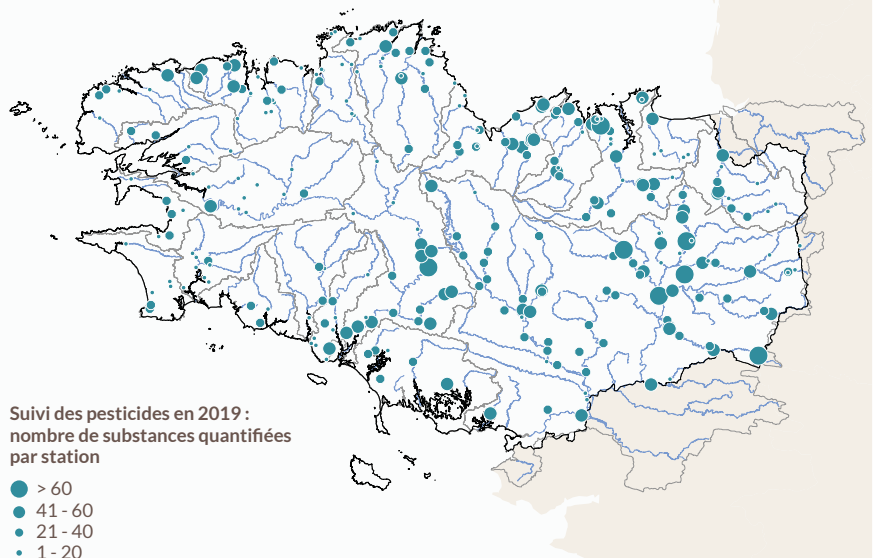 Suivi des pesticides en 2019 :
nombre de substances quantifiées
par station
> 60
41 - 60
21 - 40
1 - 20